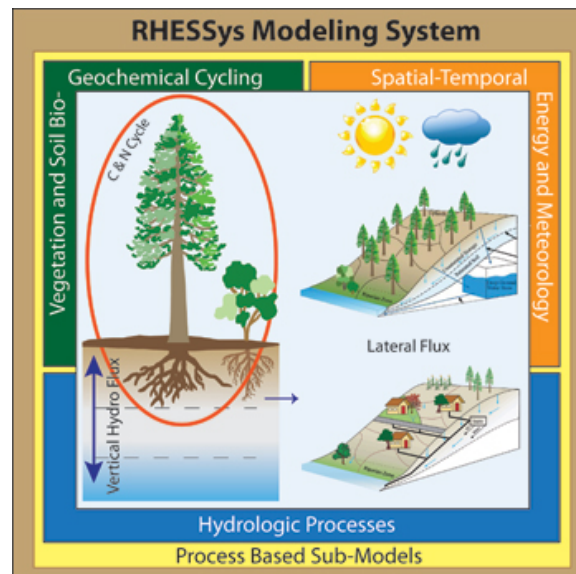 RHESSys Modeling System
Geochemical Cycling
Spatial-Temporal
Vegetation and Soil Bio-
Energy and Meteorology
C & N Cycle
Lateral Flux
Vertical Hydro Flux
Hydrologic Processes
Process Based Sub-Models